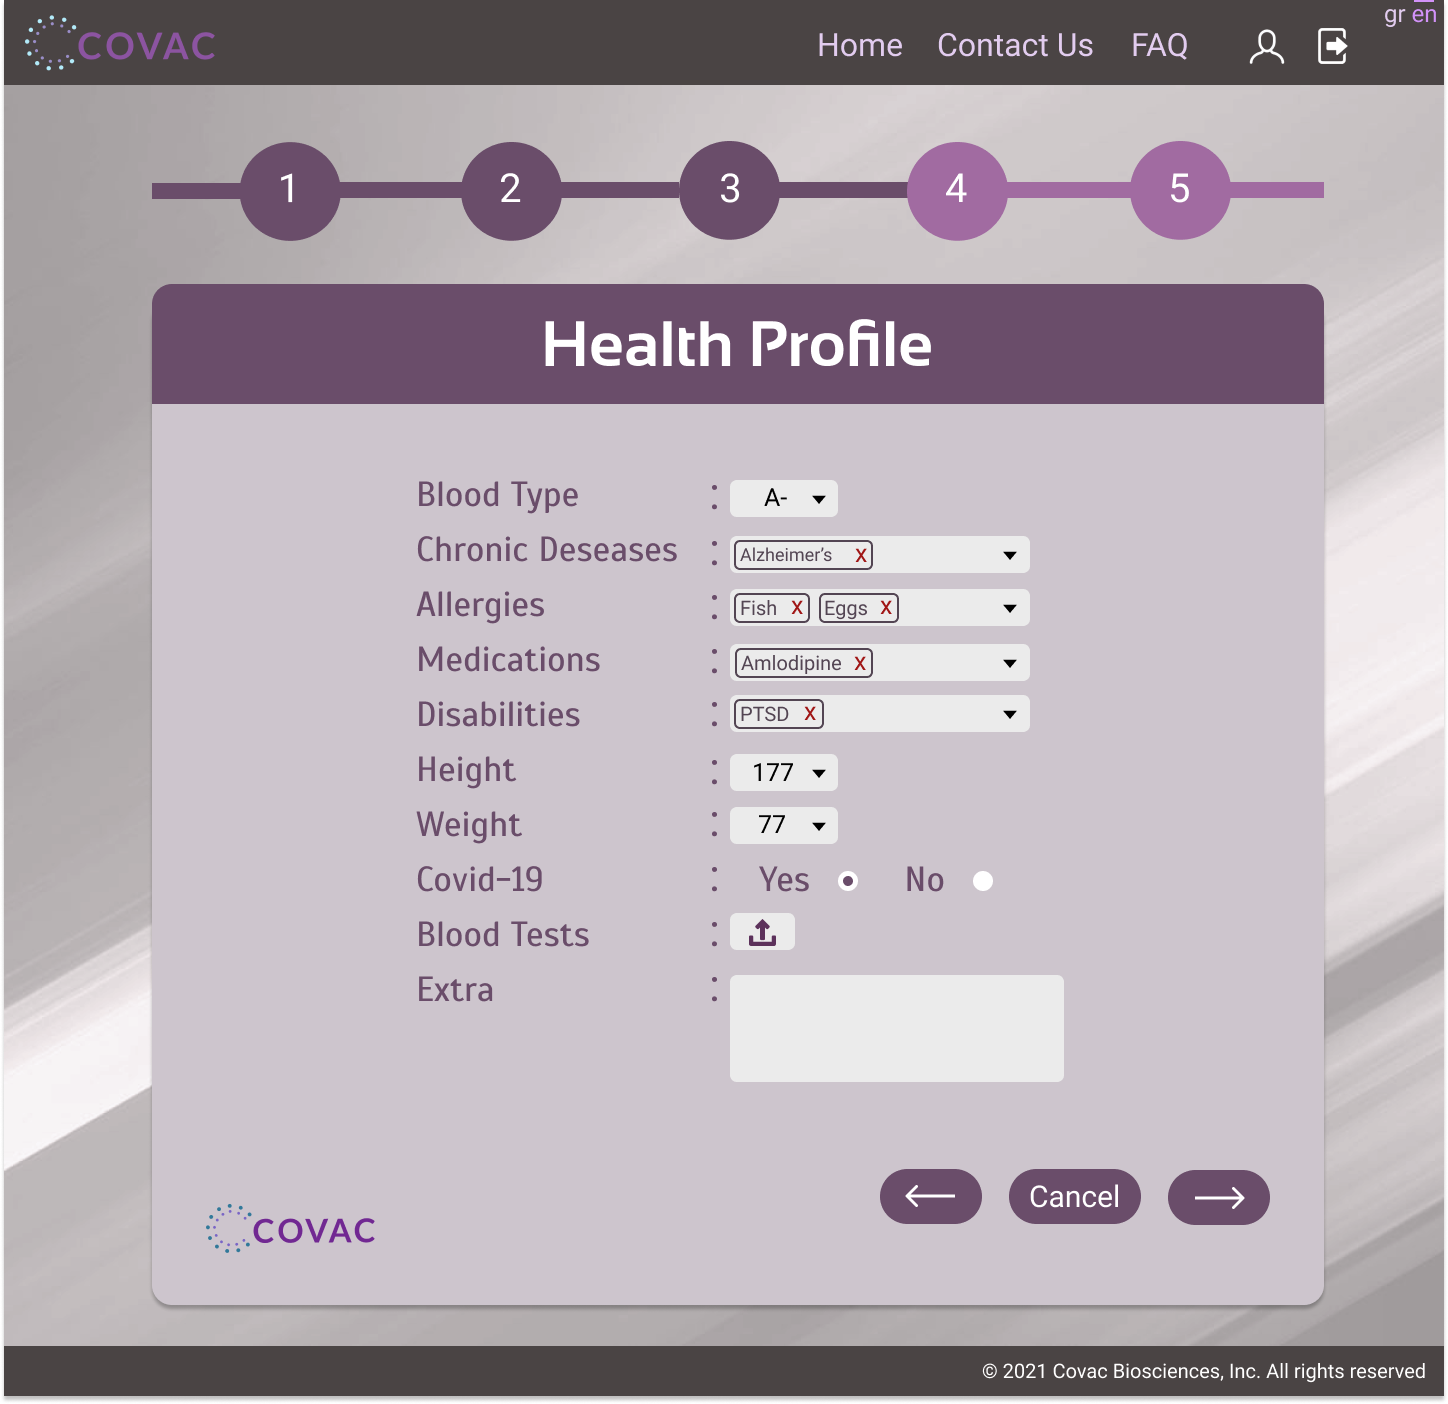 COVAC
Home Contact Us FAQ
gr en
1 2 3 4 5
Health Profile
Blood Type : A-
Chronic Deseases : Alzheimer's X
Allergies : Fish X Eggs X
Medications : Amlodipine X
Disabilities : PTSD X
Height : 177
Weight : 77
Covid-19 : Yes No
Blood Tests :
Extra :
Cancel
COVAC
© 2021 Covac Biosciences, Inc. All rights reserved